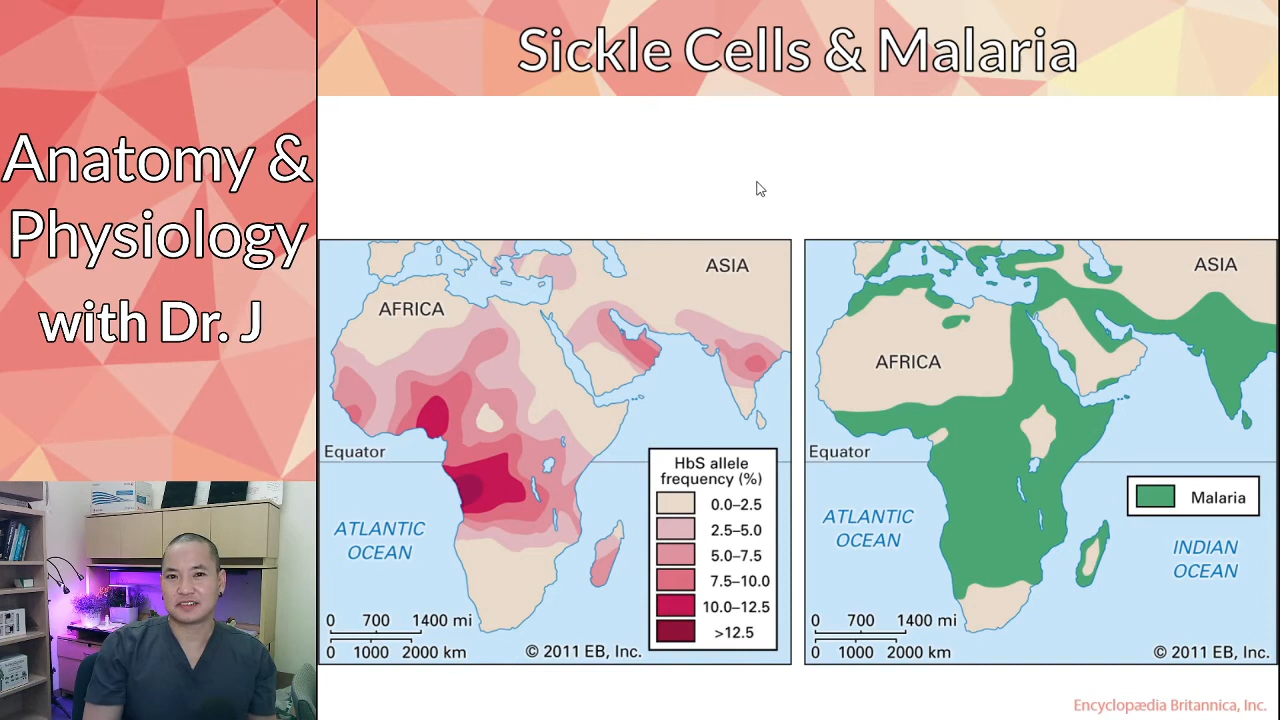 Anatomy &
Physiology
with Dr. J
Sickle Cells & Malaria
AFRICA
ASIA
Equator
ATLANTIC
OCEAN
HbS allele
frequency (%)
0.0–2.5
2.5–5.0
5.0–7.5
7.5–10.0
10.0–12.5
>12.5
0 700 1400 mi
0 1000 2000 km
© 2011 EB, Inc.
ASIA
AFRICA
Equator
Malaria
ATLANTIC
OCEAN
INDIAN
OCEAN
0 700 1400 mi
0 1000 2000 km
© 2011 EB, Inc.
Encyclopædia Britannica, Inc.